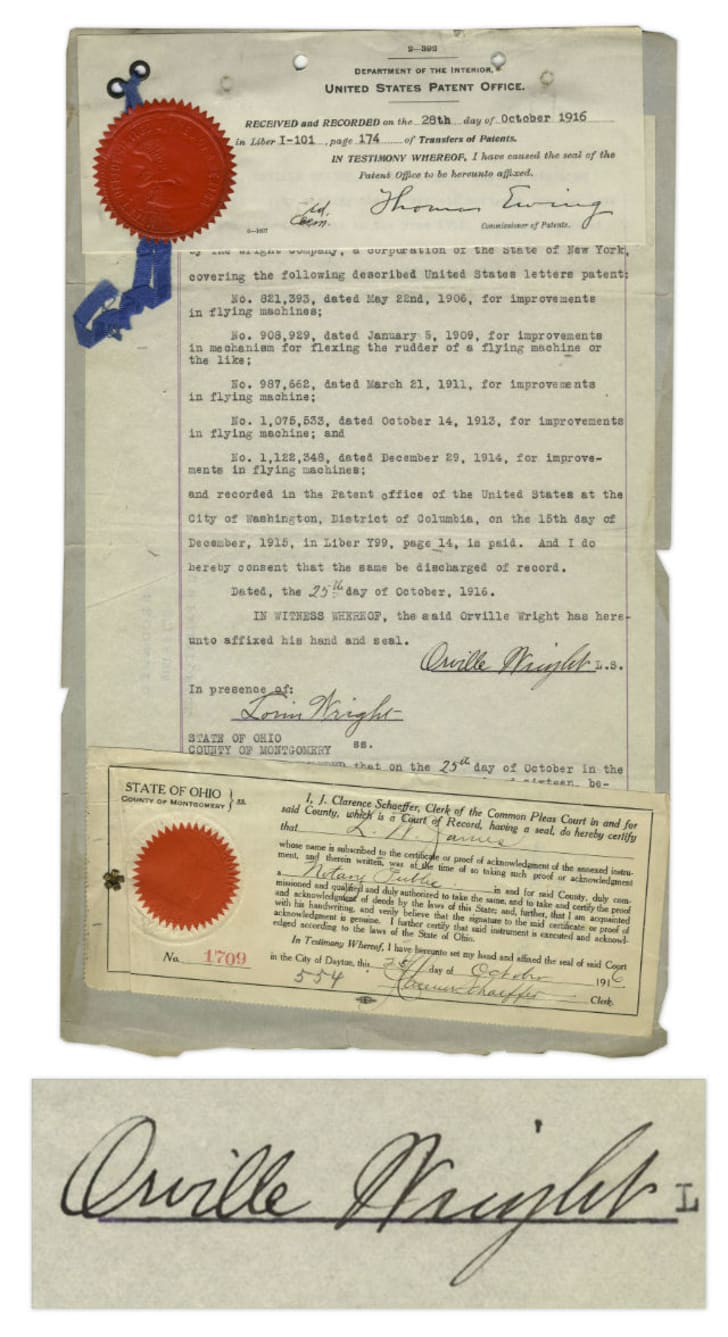 2—392
DEPARTMENT OF THE INTERIOR,
UNITED STATES PATENT OFFICE.
RECEIVED and RECORDED on the 28th day of October 1916
in Liber I-101, page 174 of Transfers of Patents.
IN TESTIMONY WHEREOF, I have caused the seal of the
Patent Office to be hereunto affixed.
Thomas Ewing
Commissioner of Patents.
by The Wright Company, a corporation of the State of New York,
covering the following described United States letters patent:
No. 821,393, dated May 22nd, 1906, for improvements
in flying machines;
No. 908,929, dated January 5, 1909, for improvements
in mechanism for flexing the rudder of a flying machine or
the like;
No. 987,662, dated March 21, 1911, for improvements
in flying machine;
No. 1,075,533, dated October 14, 1913, for improvements
in flying machine; and
No. 1,122,348, dated December 29, 1914, for improve-
ments in flying machines;
and recorded in the Patent office of the United States at the
City of Washington, District of Columbia, on the 15th day of
December, 1915, in Liber Y99, page 14, is paid. And I do
hereby consent that the same be discharged of record.
Dated, the 25th day of October, 1916.
IN WITNESS WHEREOF, the said Orville Wright has here-
unto affixed his hand and seal.
Orville Wright L.S.
In presence of:
Lorin Wright
STATE OF OHIO
COUNTY OF MONTGOMERY ss.
that on the 25th day of October in the
sixteen, be-
STATE OF OHIO
COUNTY OF MONTGOMERY } ss.
I, J. Clarence Schaeffer, Clerk of the Common Pleas Court in and for
said County, which is a Court of Record, having a seal, do hereby certify
that L. W. James
whose name is subscribed to the certificate or proof of acknowledgment of the annexed instru-
ment, and therein written, was at the time of so taking such proof or acknowledgment
a Notary Public in and for said County, duly com-
missioned and qualified and duly authorized to take the same, and to take and certify the proof
and acknowledgment of deeds by the laws of this State; and, further, that I am acquainted
with his handwriting, and verily believe that the signature to the said certificate or proof of
acknowledgment is genuine. I further certify that said instrument is executed and acknowl-
edged according to the laws of the State of Ohio.
In Testimony Whereof, I have hereunto set my hand and affixed the seal of said Court
in the City of Dayton, this 25 day of October 1916
No. 1709
554
Clarence Schaeffer Clerk.
Orville Wright L